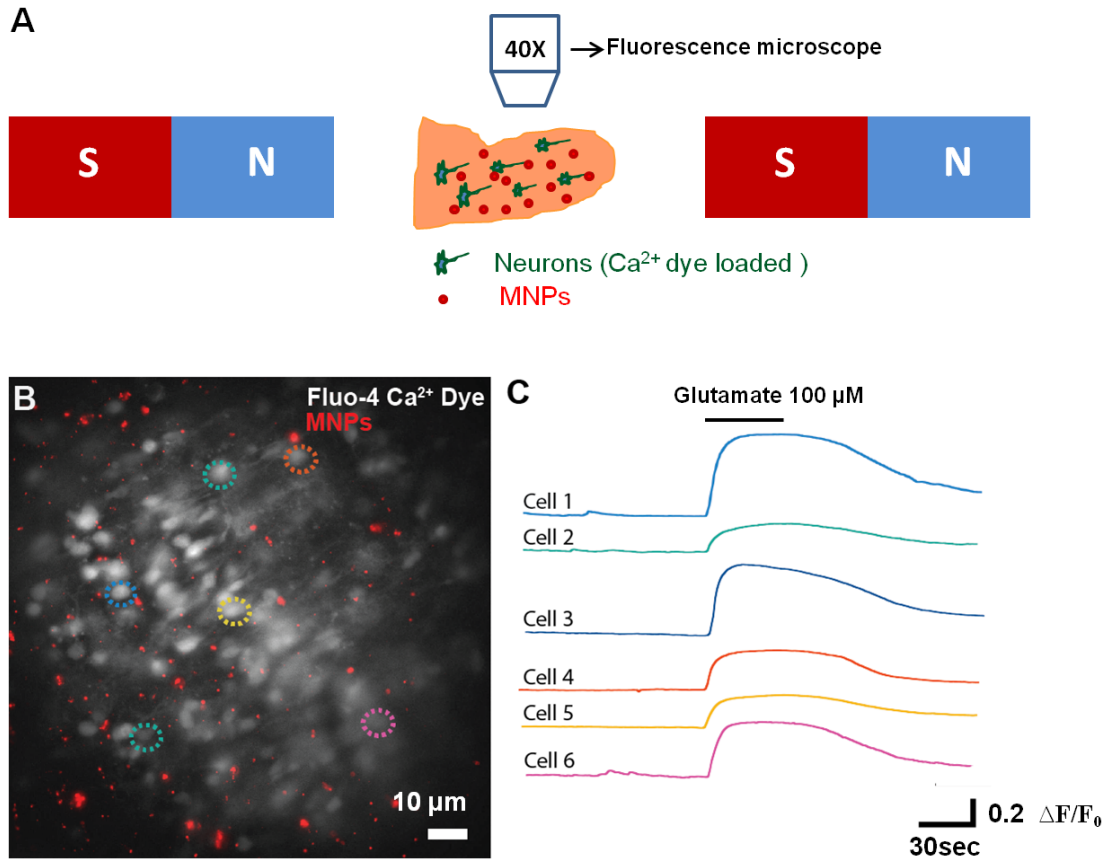 A
40X
Fluorescence microscope
S N
S N
Neurons (Ca²⁺ dye loaded )
MNPs
B
Fluo-4 Ca²⁺ Dye
MNPs
10 µm
C
Glutamate 100 µM
Cell 1
Cell 2
Cell 3
Cell 4
Cell 5
Cell 6
0.2 ΔF/F₀
30sec